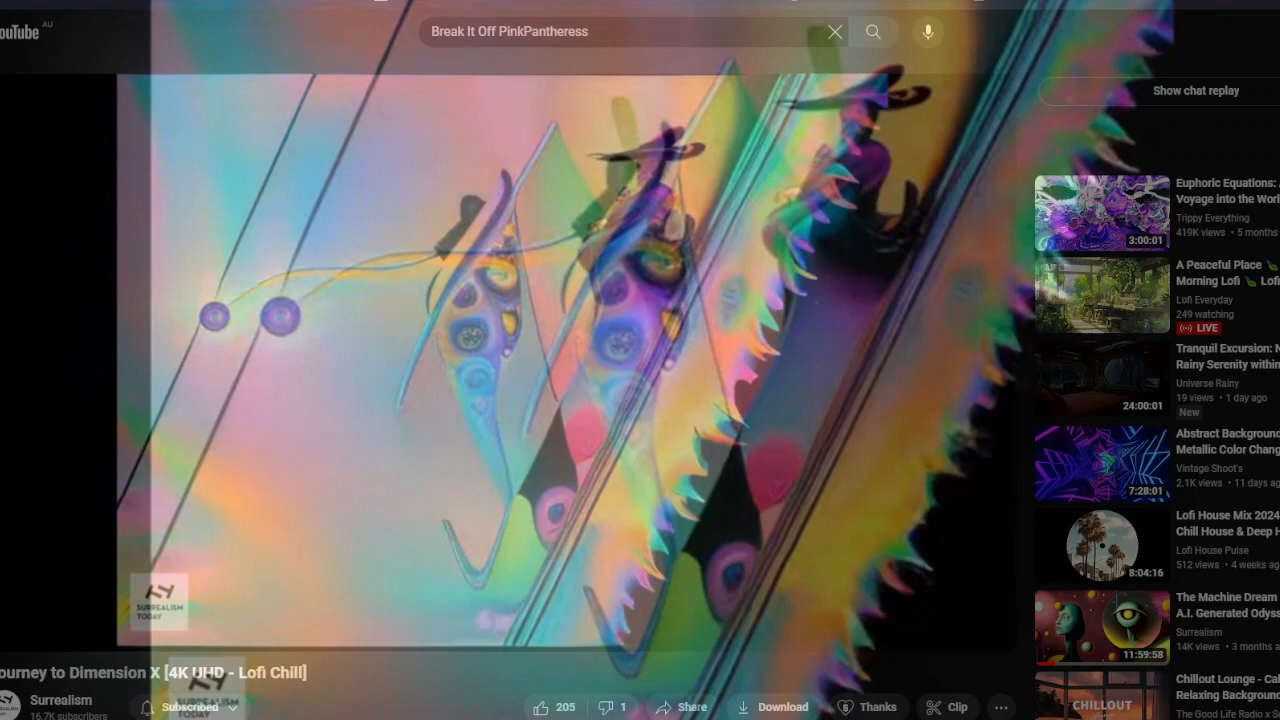 ouTube AU
Break It Off PinkPantheress
Show chat replay
Euphoric Equations:
Voyage into the Worl
Trippy Everything
419K views • 5 months
3:00:01
A Peaceful Place
Morning Lofi Lofi
Lofi Everyday
249 watching
LIVE
Tranquil Excursion: N
Rainy Serenity within
Universe Rainy
19 views • 1 day ago
New
24:00:01
Abstract Background
Metallic Color Chang
Vintage Shoot's
2.1K views • 11 days ag
7:28:01
Lofi House Mix 2024
Chill House & Deep H
Lofi House Pulse
512 views • 4 weeks ag
8:04:16
The Machine Dream
A.I. Generated Odyss
Surrealism
14K views • 3 months a
11:59:58
Chillout Lounge - Cal
Relaxing Background
The Good Life Radio x S
CHILLOUT
SURREALISM
TODAY
ourney to Dimension X [4K UHD - Lofi Chill]
SURREALISM
TODAY
Surrealism
16.7K subscribers
Subscribed
205
1
Share
Download
Thanks
Clip